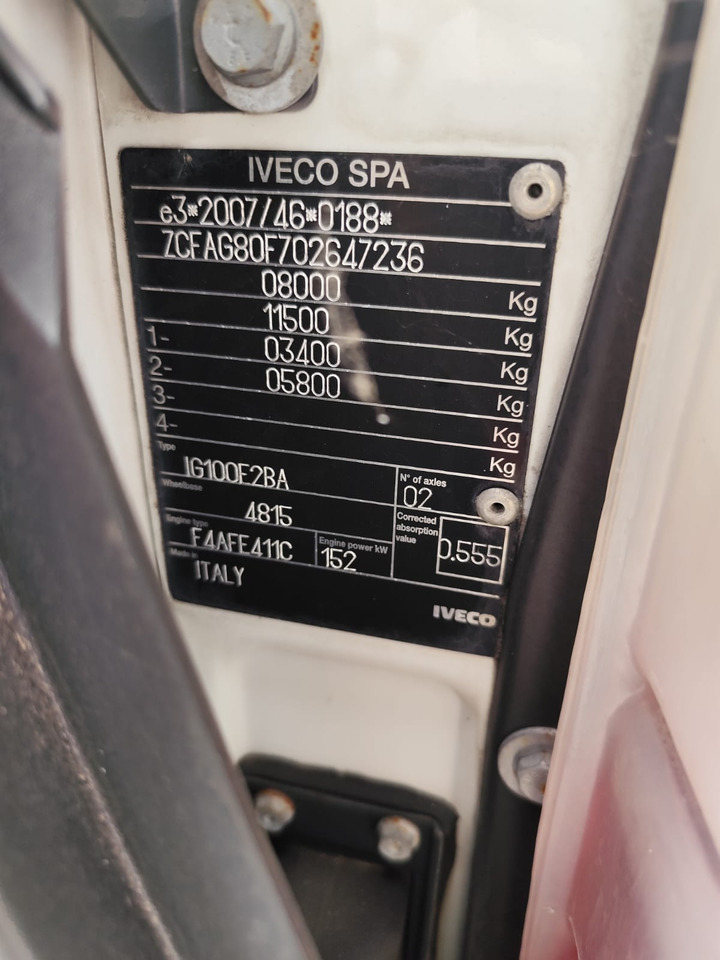 IVECO SPA
e3*2007/46*0188*
ZCFAG80F702647236
08000 Kg
11500 Kg
1- 03400 Kg
2- 05800 Kg
3- Kg
4- Kg
Type IG100E2BA
N° of axles 02
Wheelbase 4815
Corrected absorption value 0.555
Engine type F4AFE411C
Engine power kW 152
Made in ITALY
IVECO